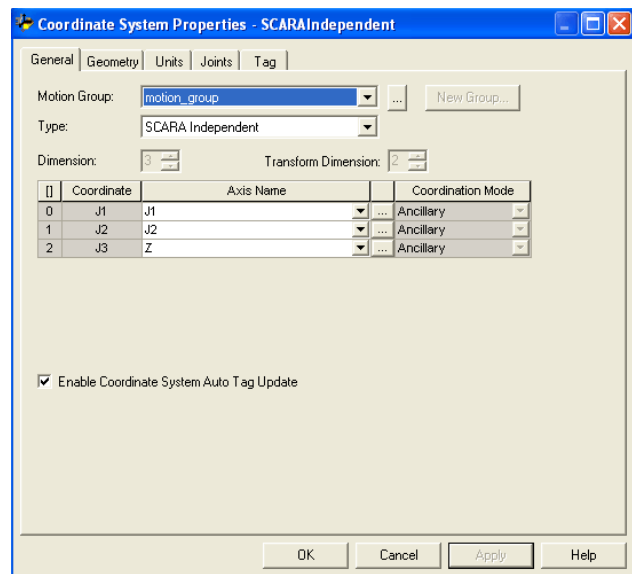 Coordinate System Properties - SCARAIndependent
General Geometry Units Joints Tag
Motion Group: motion_group ... New Group...
Type: SCARA Independent
Dimension: 3 Transform Dimension: 2
[] Coordinate Axis Name Coordination Mode
0 J1 J1 ... Ancillary
1 J2 J2 ... Ancillary
2 J3 Z ... Ancillary
Enable Coordinate System Auto Tag Update
OK Cancel Apply Help